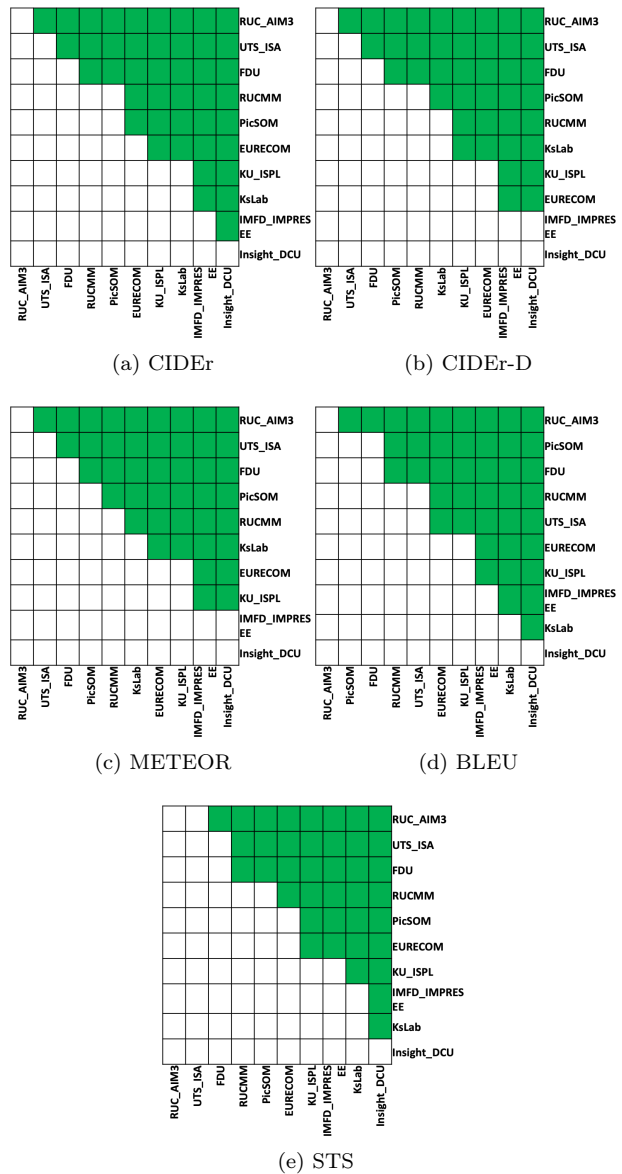 RUC_AIM3
UTS_ISA
FDU
RUCMM
PicSOM
EURECOM
KU_ISPL
KsLab
IMFD_IMPRES
EE
Insight_DCU
RUC_AIM3
UTS_ISA
FDU
RUCMM
PicSOM
EURECOM
KU_ISPL
KsLab
IMFD_IMPRES
EE
Insight_DCU
(a) CIDEr
RUC_AIM3
UTS_ISA
FDU
PicSOM
RUCMM
KsLab
KU_ISPL
EURECOM
IMFD_IMPRES
EE
Insight_DCU
RUC_AIM3
UTS_ISA
FDU
PicSOM
RUCMM
KsLab
KU_ISPL
EURECOM
IMFD_IMPRES
EE
Insight_DCU
(b) CIDEr-D
RUC_AIM3
UTS_ISA
FDU
PicSOM
RUCMM
KsLab
EURECOM
KU_ISPL
IMFD_IMPRES
EE
Insight_DCU
RUC_AIM3
UTS_ISA
FDU
PicSOM
RUCMM
KsLab
EURECOM
KU_ISPL
IMFD_IMPRES
EE
Insight_DCU
(c) METEOR
RUC_AIM3
PicSOM
FDU
RUCMM
UTS_ISA
EURECOM
KU_ISPL
IMFD_IMPRES
EE
KsLab
Insight_DCU
RUC_AIM3
PicSOM
FDU
RUCMM
UTS_ISA
EURECOM
KU_ISPL
IMFD_IMPRES
EE
KsLab
Insight_DCU
(d) BLEU
RUC_AIM3
UTS_ISA
FDU
RUCMM
PicSOM
EURECOM
KU_ISPL
IMFD_IMPRES
EE
KsLab
Insight_DCU
RUC_AIM3
UTS_ISA
FDU
RUCMM
PicSOM
EURECOM
KU_ISPL
IMFD_IMPRES
EE
KsLab
Insight_DCU
(e) STS